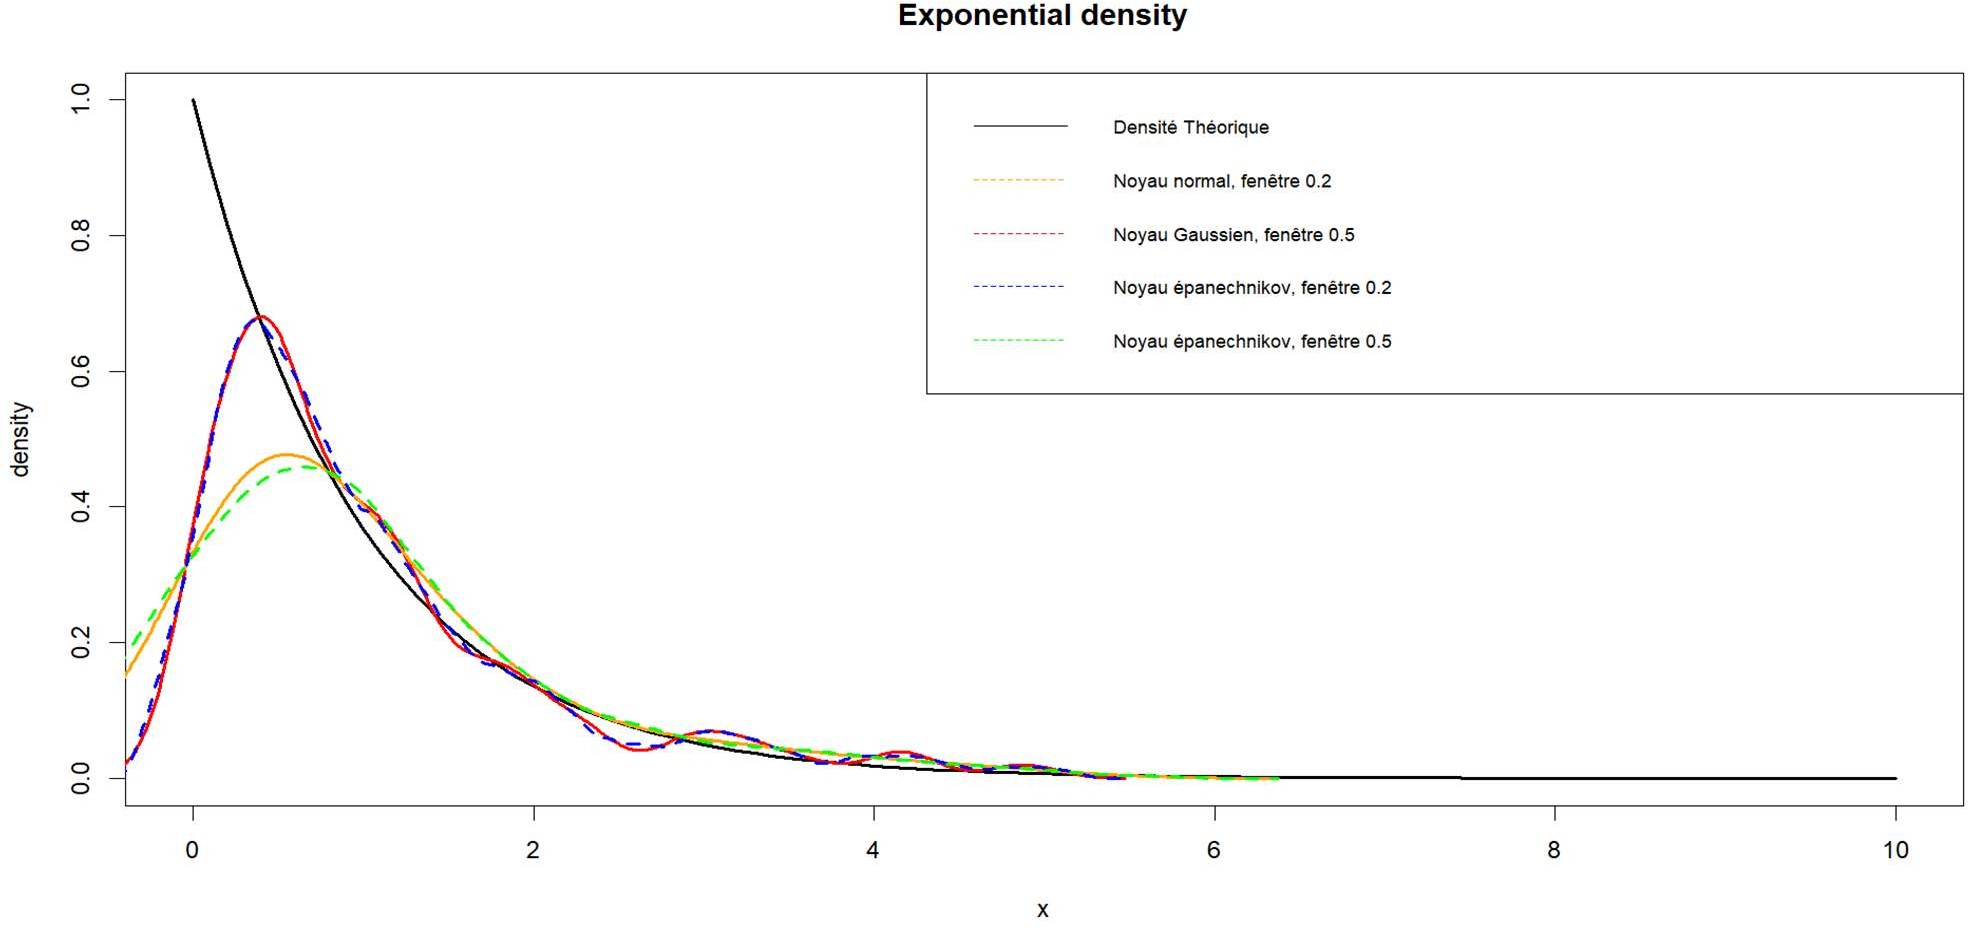 Exponential density
1.0
0.8
0.6
0.4
0.2
0.0
density
Densité Théorique
Noyau normal, fenêtre 0.2
Noyau Gaussien, fenêtre 0.5
Noyau épanechnikov, fenêtre 0.2
Noyau épanechnikov, fenêtre 0.5
0 2 4 6 8 10
x